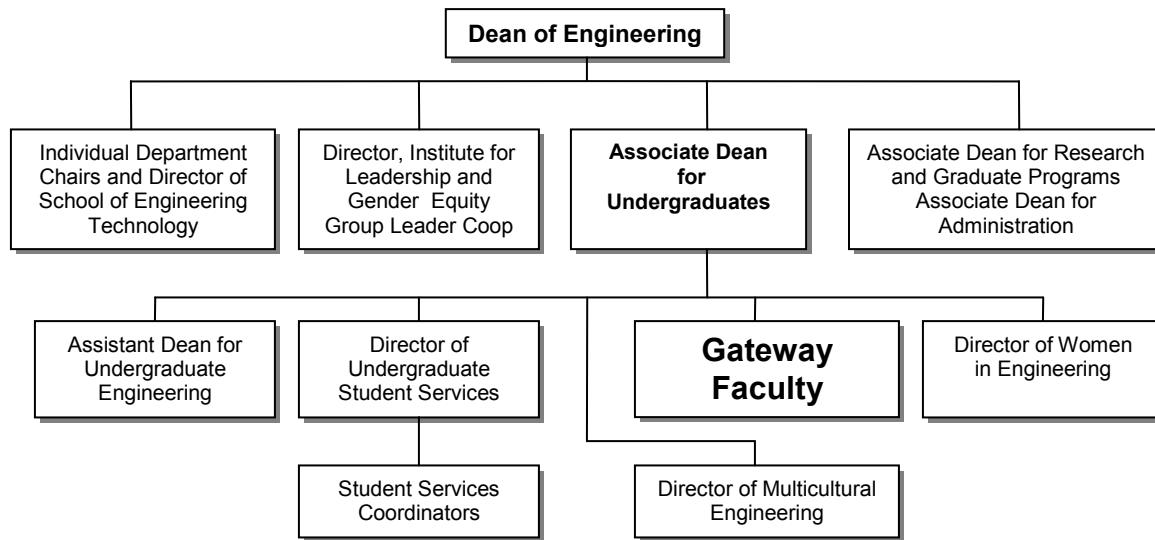 Dean of Engineering
Individual Department
Chairs and Director of
School of Engineering
Technology
Director, Institute for
Leadership and
Gender Equity
Group Leader Coop
Associate Dean
for
Undergraduates
Associate Dean for Research
and Graduate Programs
Associate Dean for
Administration
Assistant Dean for
Undergraduate
Engineering
Director of
Undergraduate
Student Services
Gateway
Faculty
Director of Women
in Engineering
Student Services
Coordinators
Director of Multicultural
Engineering